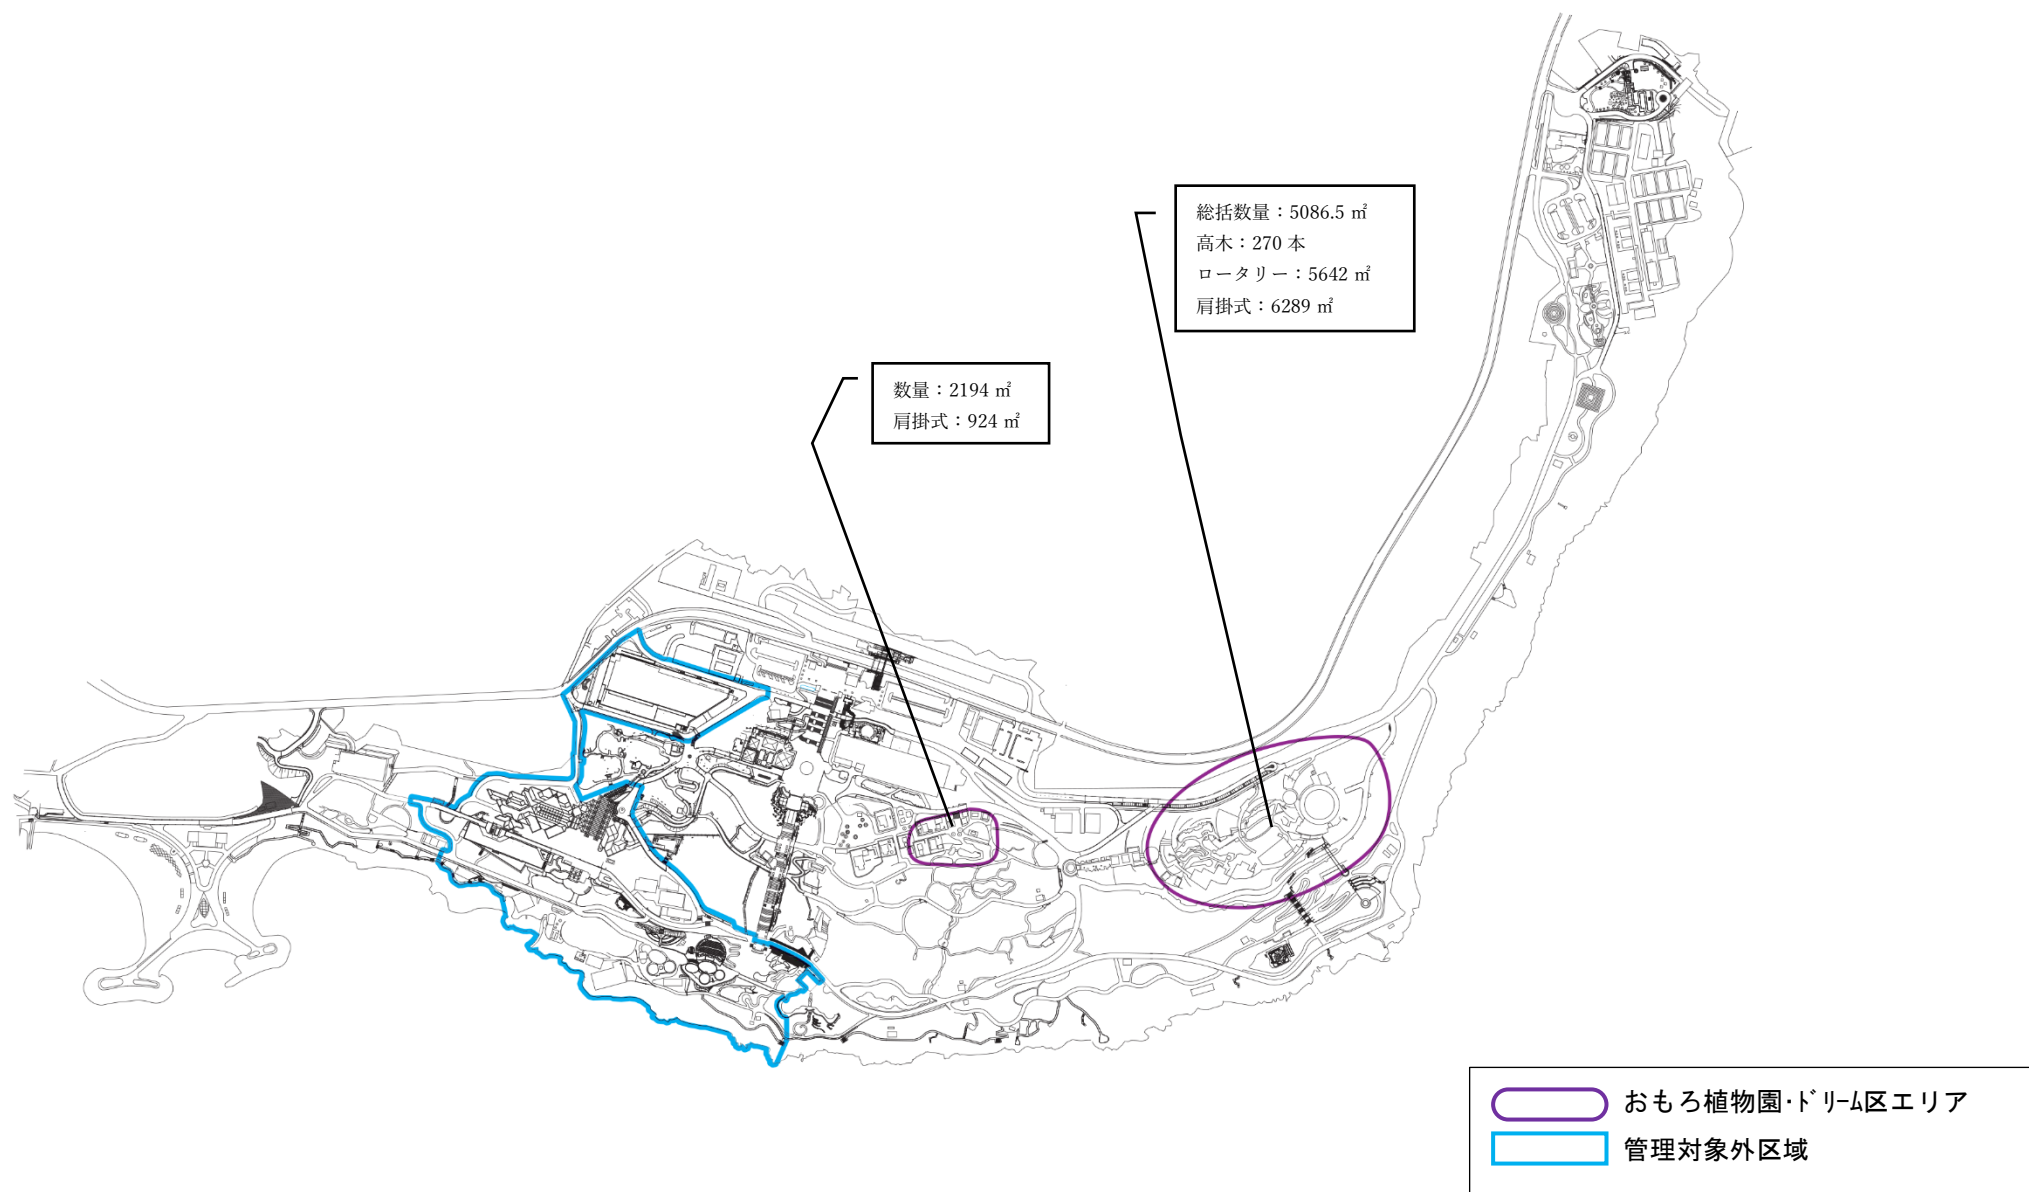 総括数量：5086.5 ㎡
高木：270 本
ロータリー：5642 ㎡
肩掛式：6289 ㎡
数量：2194 ㎡
肩掛式：924 ㎡
おもろ植物園･ﾄﾞﾘｰﾑ区エリア
管理対象外区域